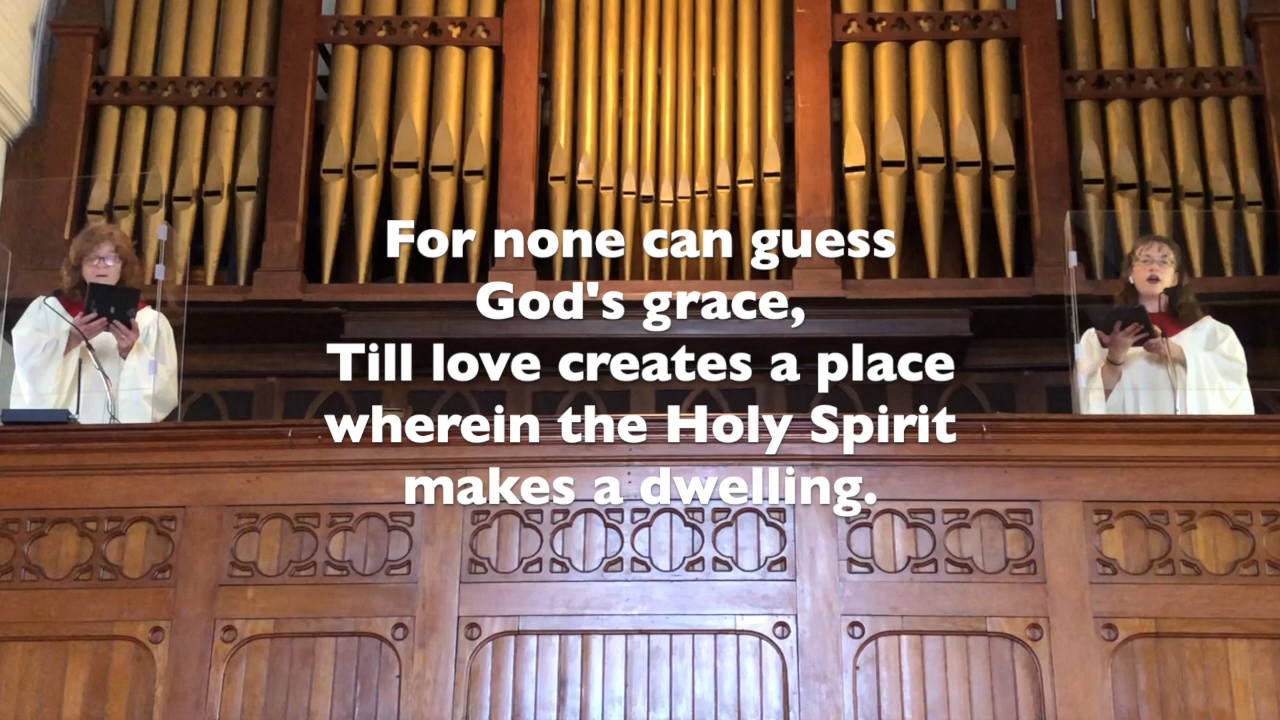 For none can guess
God's grace,
Till love creates a place
wherein the Holy Spirit
makes a dwelling.